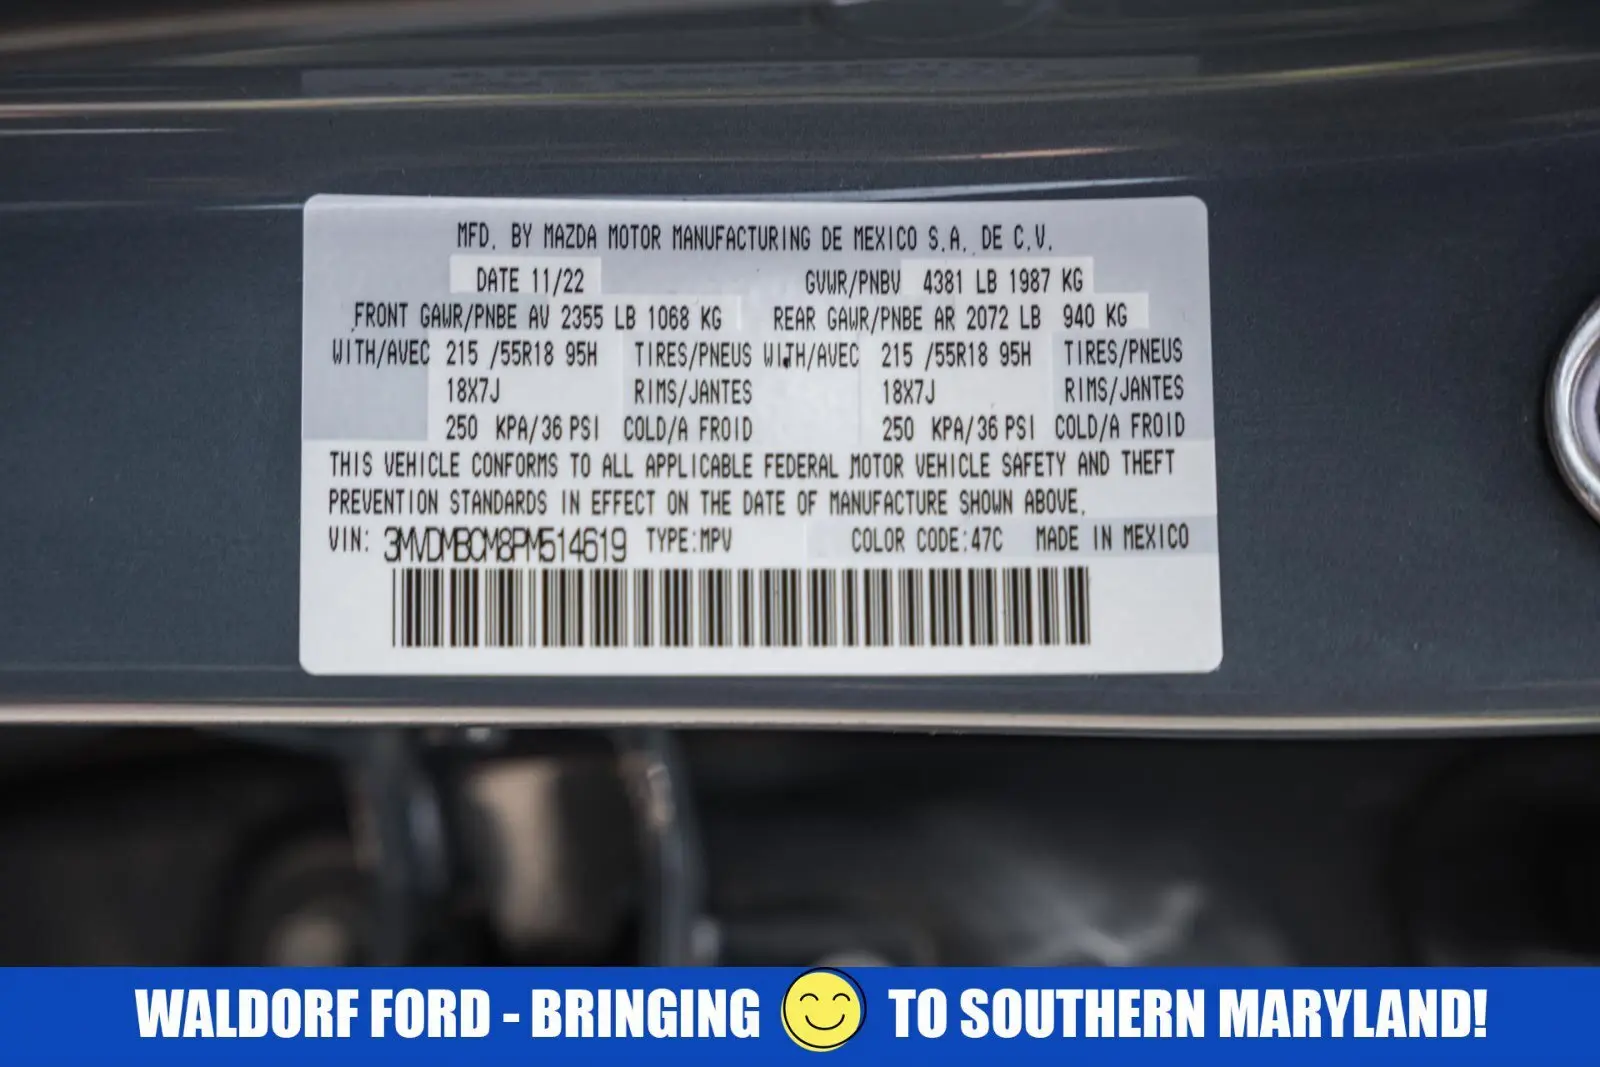 MFD. BY MAZDA MOTOR MANUFACTURING DE MEXICO S.A. DE C.V.
DATE 11/22 GVWR/PNBV 4381 LB 1987 KG
FRONT GAWR/PNBE AV 2355 LB 1068 KG REAR GAWR/PNBE AR 2072 LB 940 KG
WITH/AVEC 215 /55R18 95H TIRES/PNEUS WITH/AVEC 215 /55R18 95H TIRES/PNEUS
18X7J RIMS/JANTES 18X7J RIMS/JANTES
250 KPA/36 PSI COLD/A FROID 250 KPA/36 PSI COLD/A FROID
THIS VEHICLE CONFORMS TO ALL APPLICABLE FEDERAL MOTOR VEHICLE SAFETY AND THEFT
PREVENTION STANDARDS IN EFFECT ON THE DATE OF MANUFACTURE SHOWN ABOVE.
VIN: 3MVDMBCM8PM514619 TYPE:MPV COLOR CODE:47C MADE IN MEXICO
WALDORF FORD - BRINGING TO SOUTHERN MARYLAND!